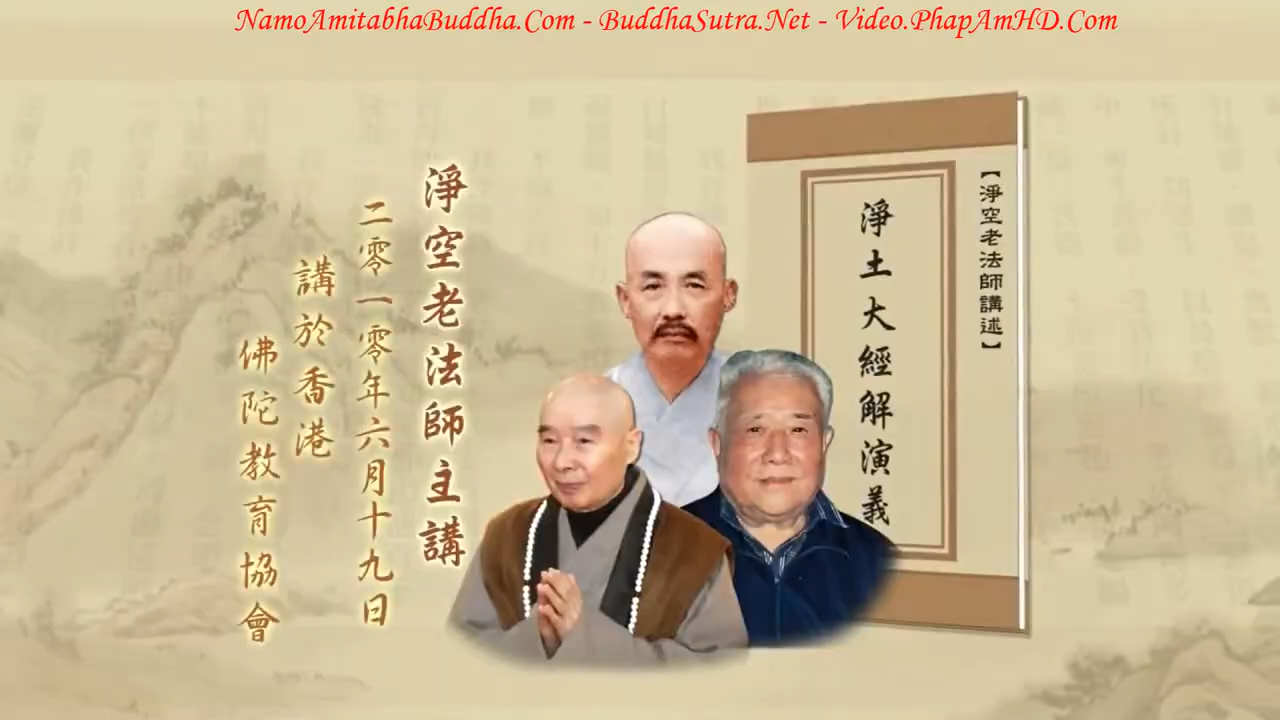 NamoAmitabhaBuddha.Com - BuddhaSutra.Net - Video.PhapAmHD.Com
【淨空老法師講述】
淨土大經解演義
淨空老法師主講
二零一零年六月十九日
講於香港
佛陀教育協會